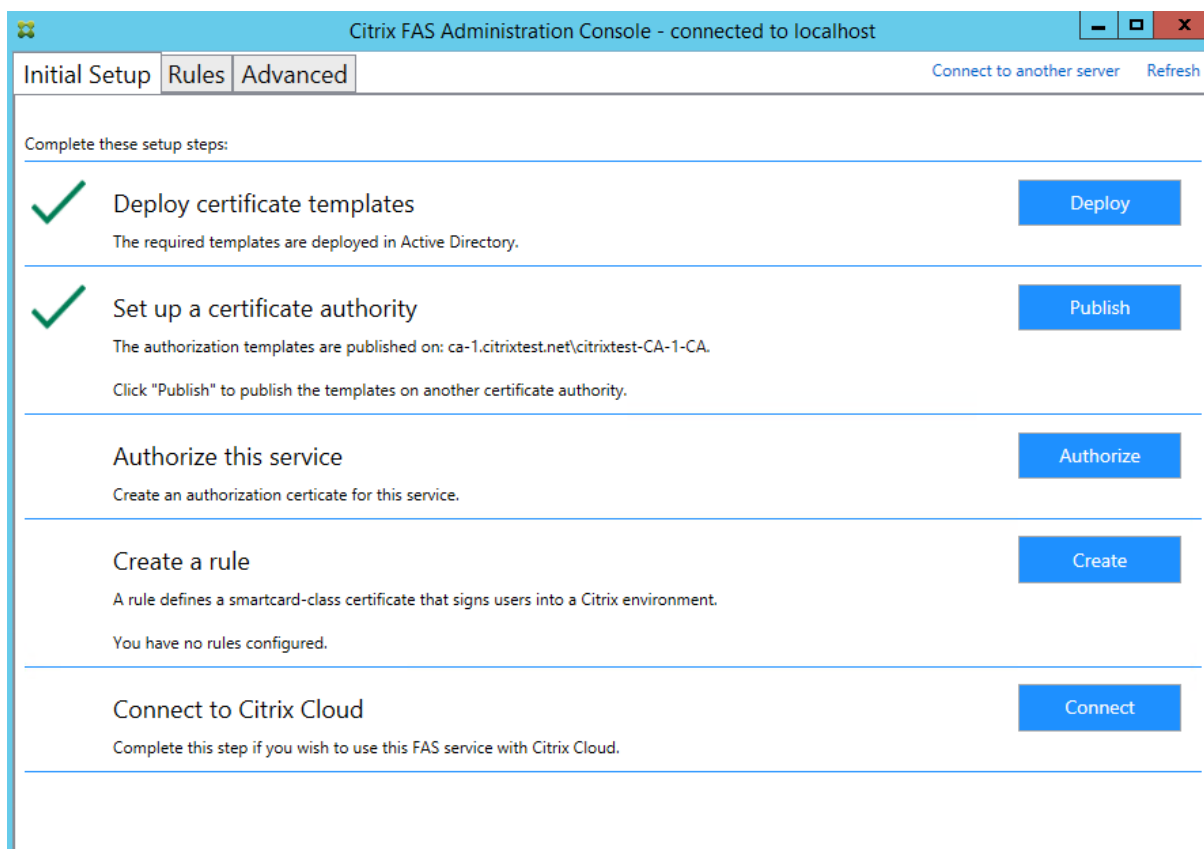 Citrix FAS Administration Console - connected to localhost
Initial Setup Rules Advanced Connect to another server Refresh
Complete these setup steps:
Deploy certificate templates
Deploy
The required templates are deployed in Active Directory.
Set up a certificate authority
Publish
The authorization templates are published on: ca-1.citrixtest.net\citrixtest-CA-1-CA.
Click "Publish" to publish the templates on another certificate authority.
Authorize this service
Authorize
Create an authorization certicate for this service.
Create a rule
Create
A rule defines a smartcard-class certificate that signs users into a Citrix environment.
You have no rules configured.
Connect to Citrix Cloud
Connect
Complete this step if you wish to use this FAS service with Citrix Cloud.